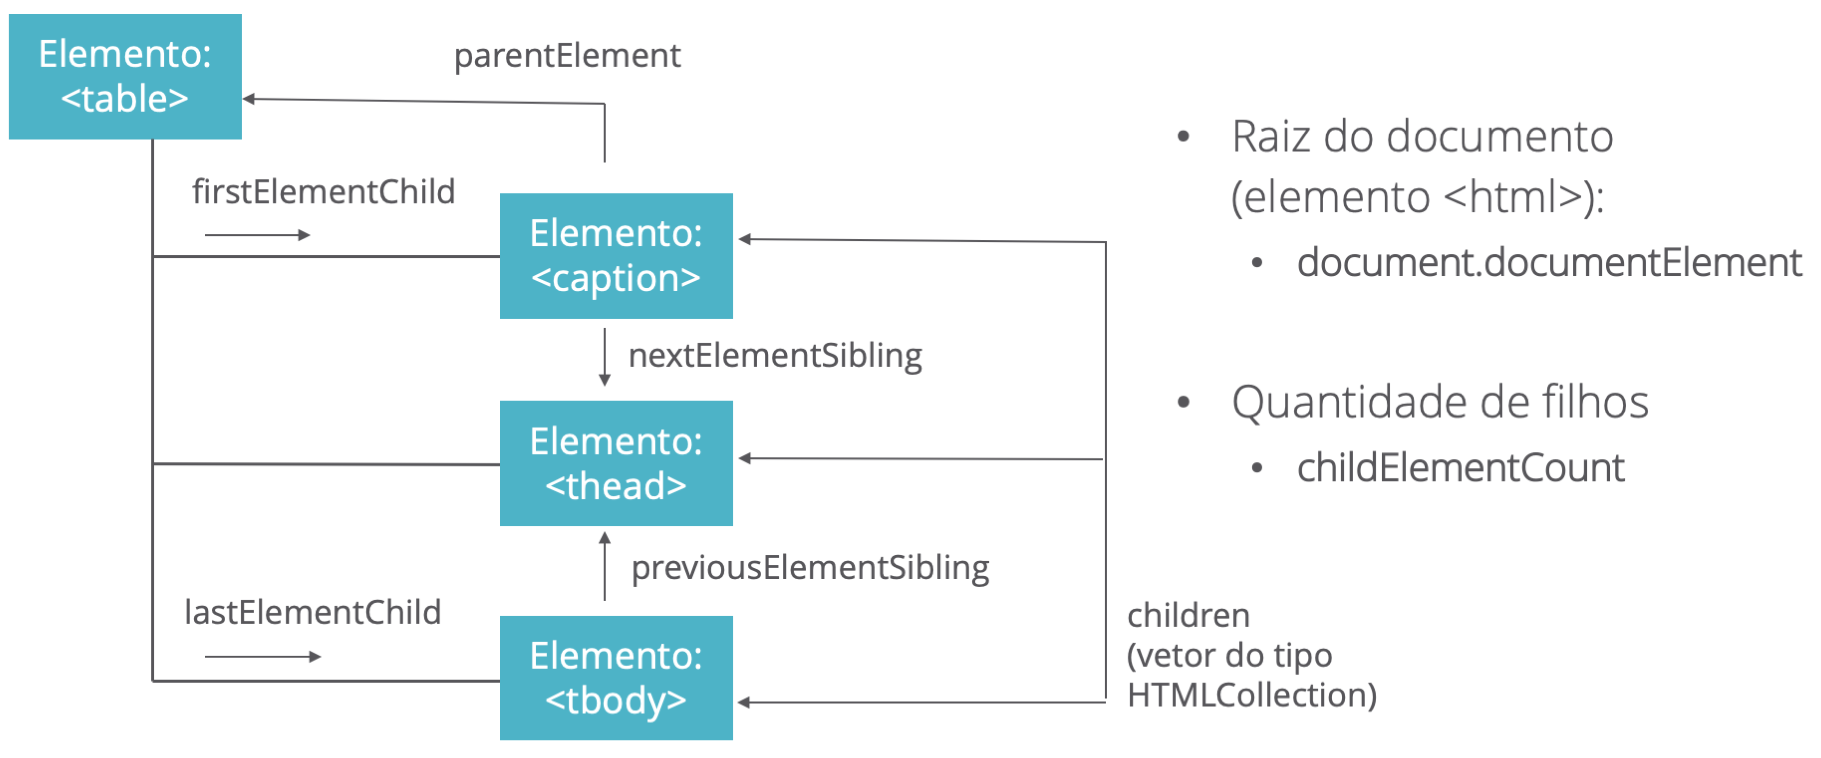 Elemento:
<table>
parentElement
firstElementChild
Elemento:
<caption>
nextElementSibling
Elemento:
<thead>
previousElementSibling
lastElementChild
Elemento:
<tbody>
children
(vetor do tipo
HTMLCollection)
• Raiz do documento
(elemento <html>):
• document.documentElement
• Quantidade de filhos
• childElementCount